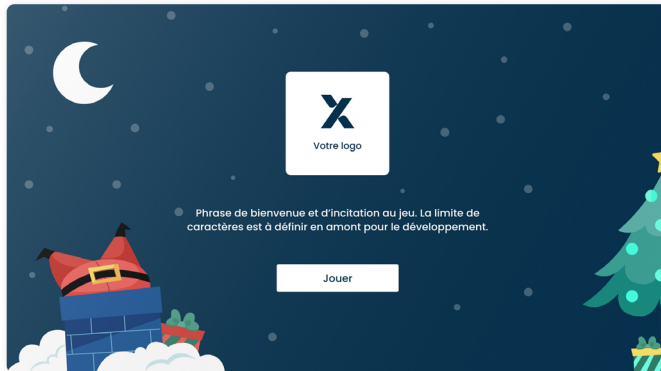 Votre logo
Phrase de bienvenue et d’incitation au jeu. La limite de
caractères est à définir en amont pour le développement.
Jouer